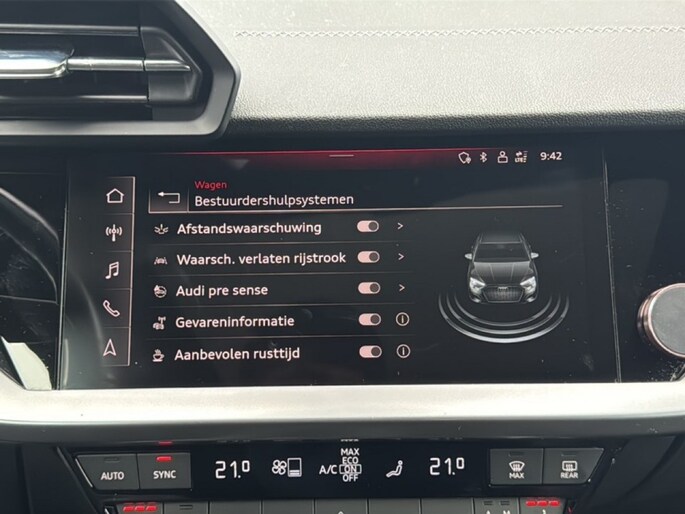 LTE 9:42
Wagen
Bestuurdershulpsystemen
Afstandswaarschuwing
Waarsch. verlaten rijstrook
Audi pre sense
Gevareninformatie
Aanbevolen rusttijd
AUTO SYNC 21.0 A/C MAX
ECO
ON
OFF
21.0 MAX REAR
A M